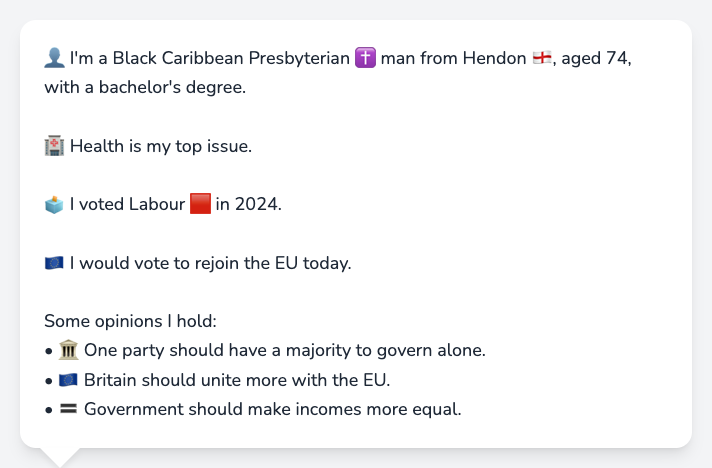 👤 I'm a Black Caribbean Presbyterian ✝️ man from Hendon 🏴󠁧󠁢󠁥󠁮󠁧󠁿, aged 74,
with a bachelor's degree.
🏥 Health is my top issue.
🗳️ I voted Labour 🟥 in 2024.
🇪🇺 I would vote to rejoin the EU today.
Some opinions I hold:
• 🏛️ One party should have a majority to govern alone.
• 🇪🇺 Britain should unite more with the EU.
• 🟰 Government should make incomes more equal.